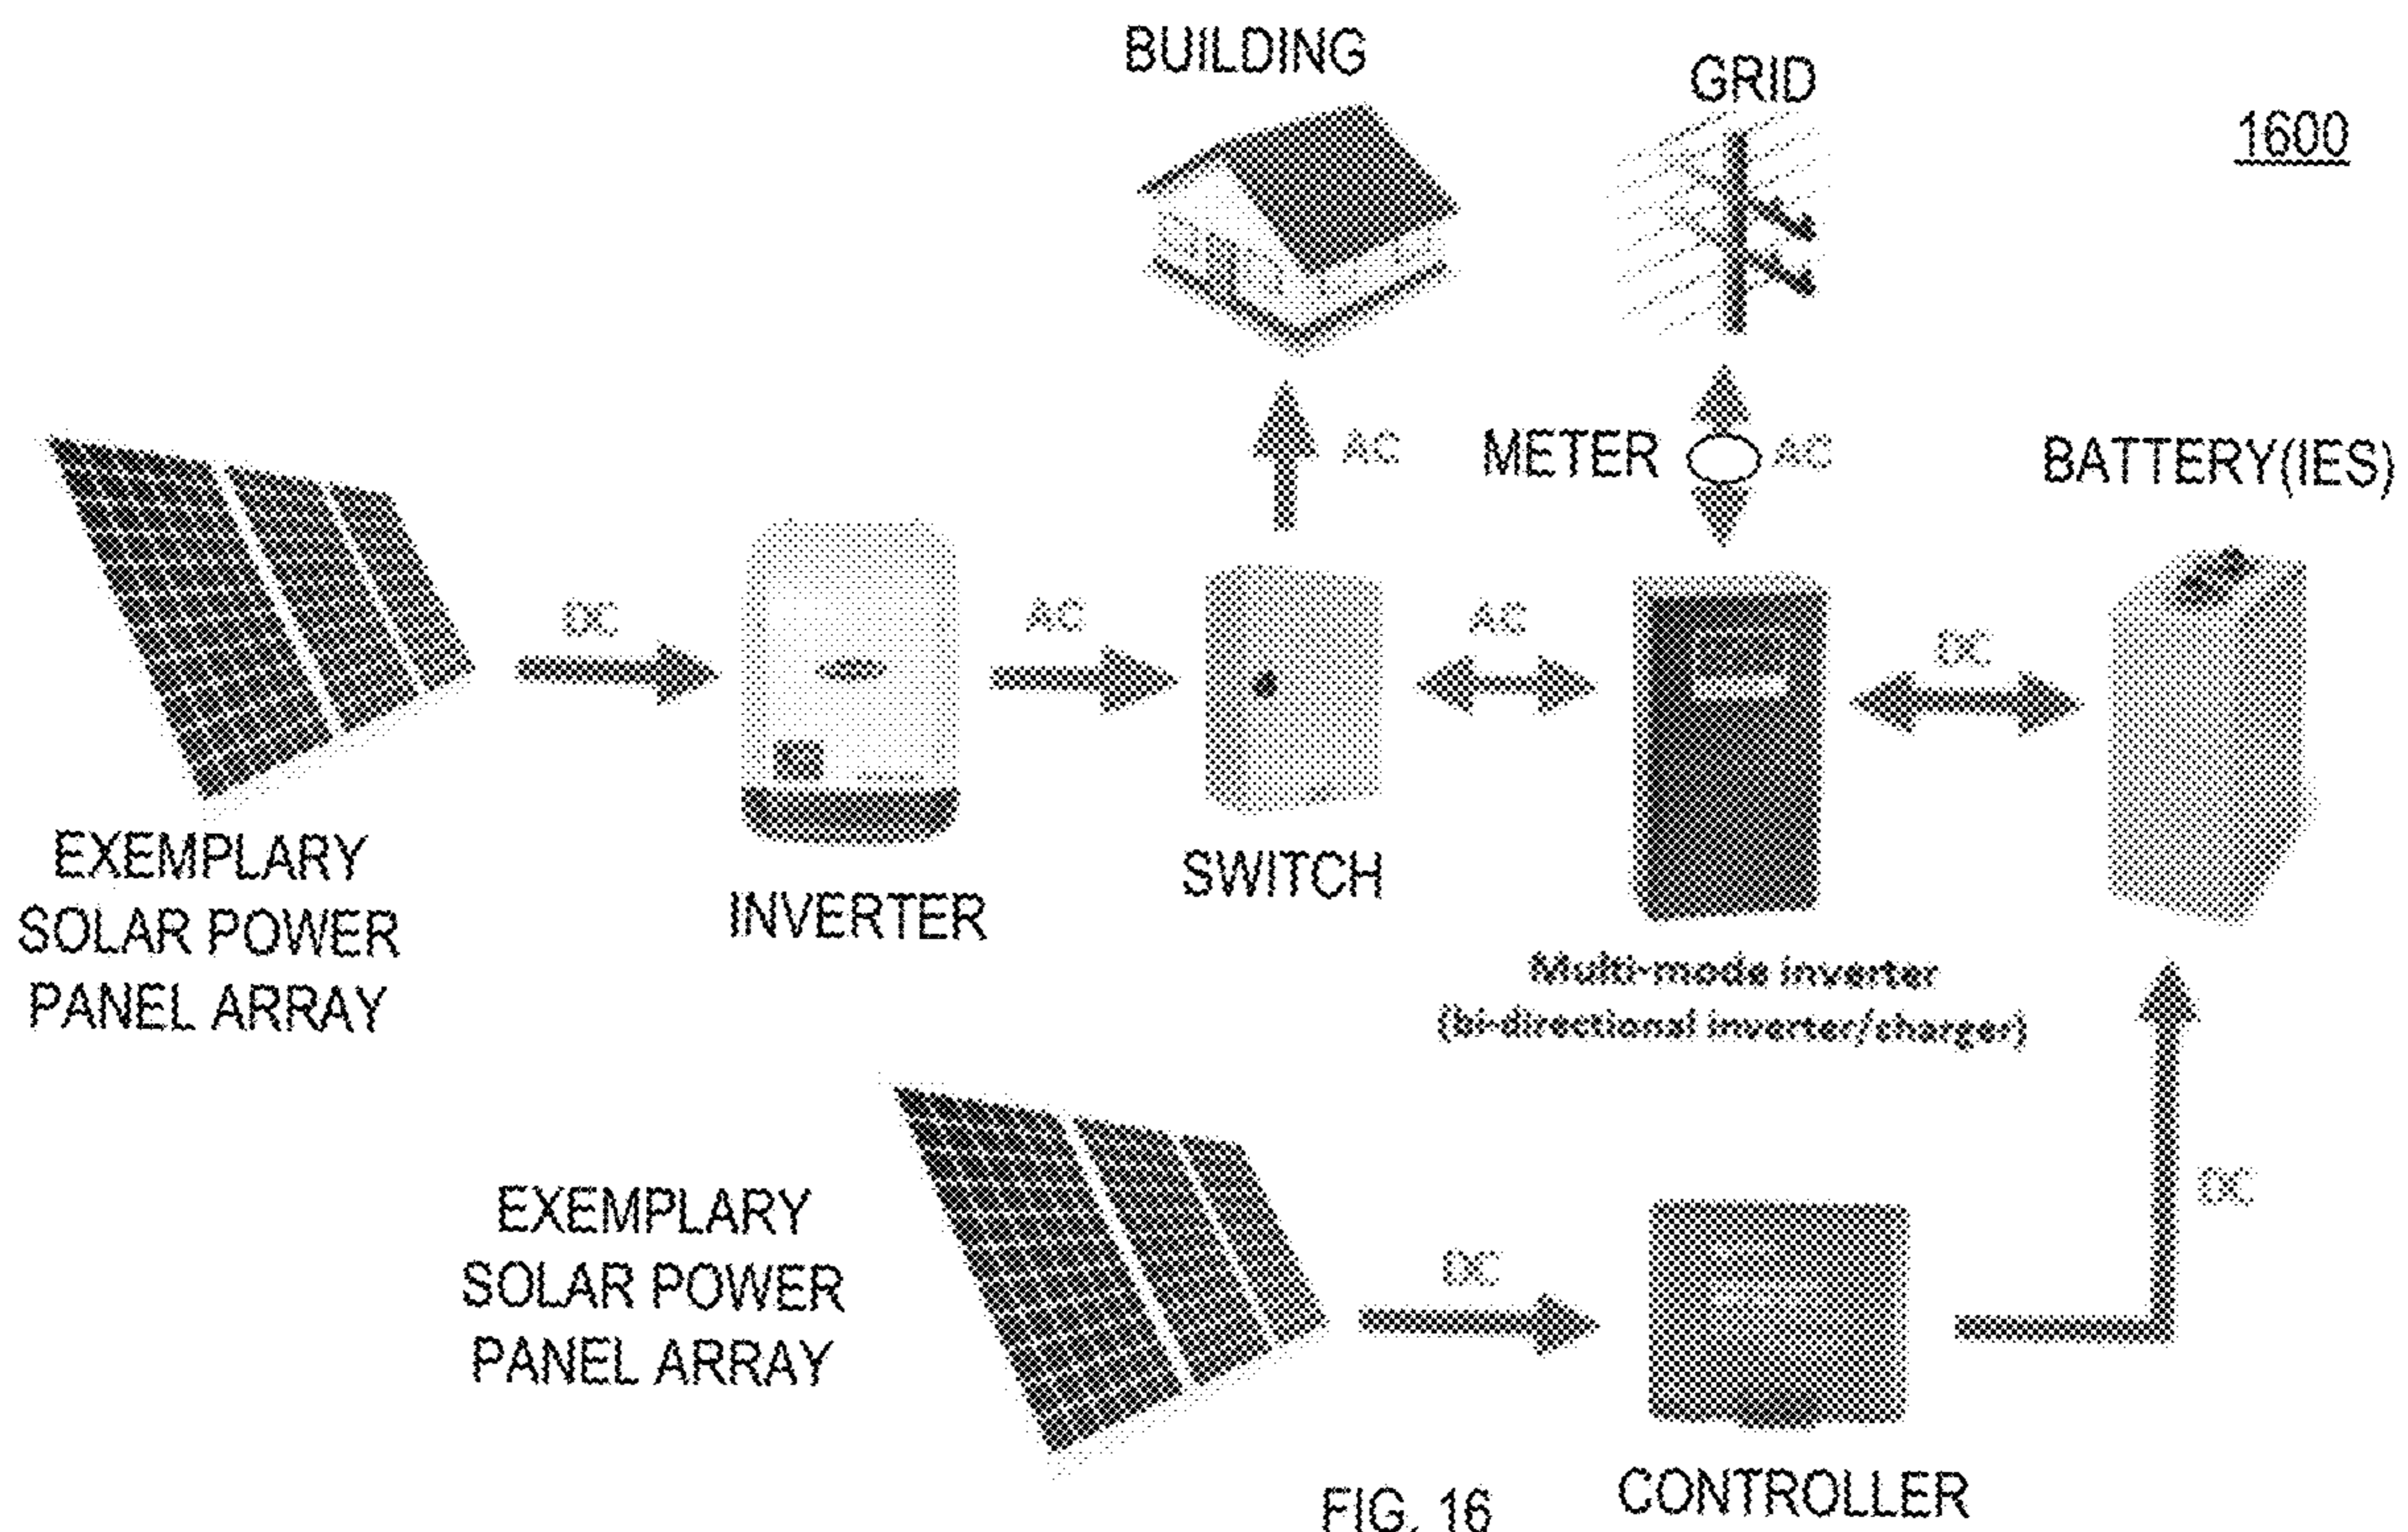 BUILDING
GRID
1600
AC
METER
AC
BATTERY(IES)
DC
AC
AC
DC
EXEMPLARY
SOLAR POWER
PANEL ARRAY
INVERTER
SWITCH
Multi-mode inverter
(bi-directional inverter/charger)
EXEMPLARY
SOLAR POWER
PANEL ARRAY
DC
DC
CONTROLLER
FIG. 16